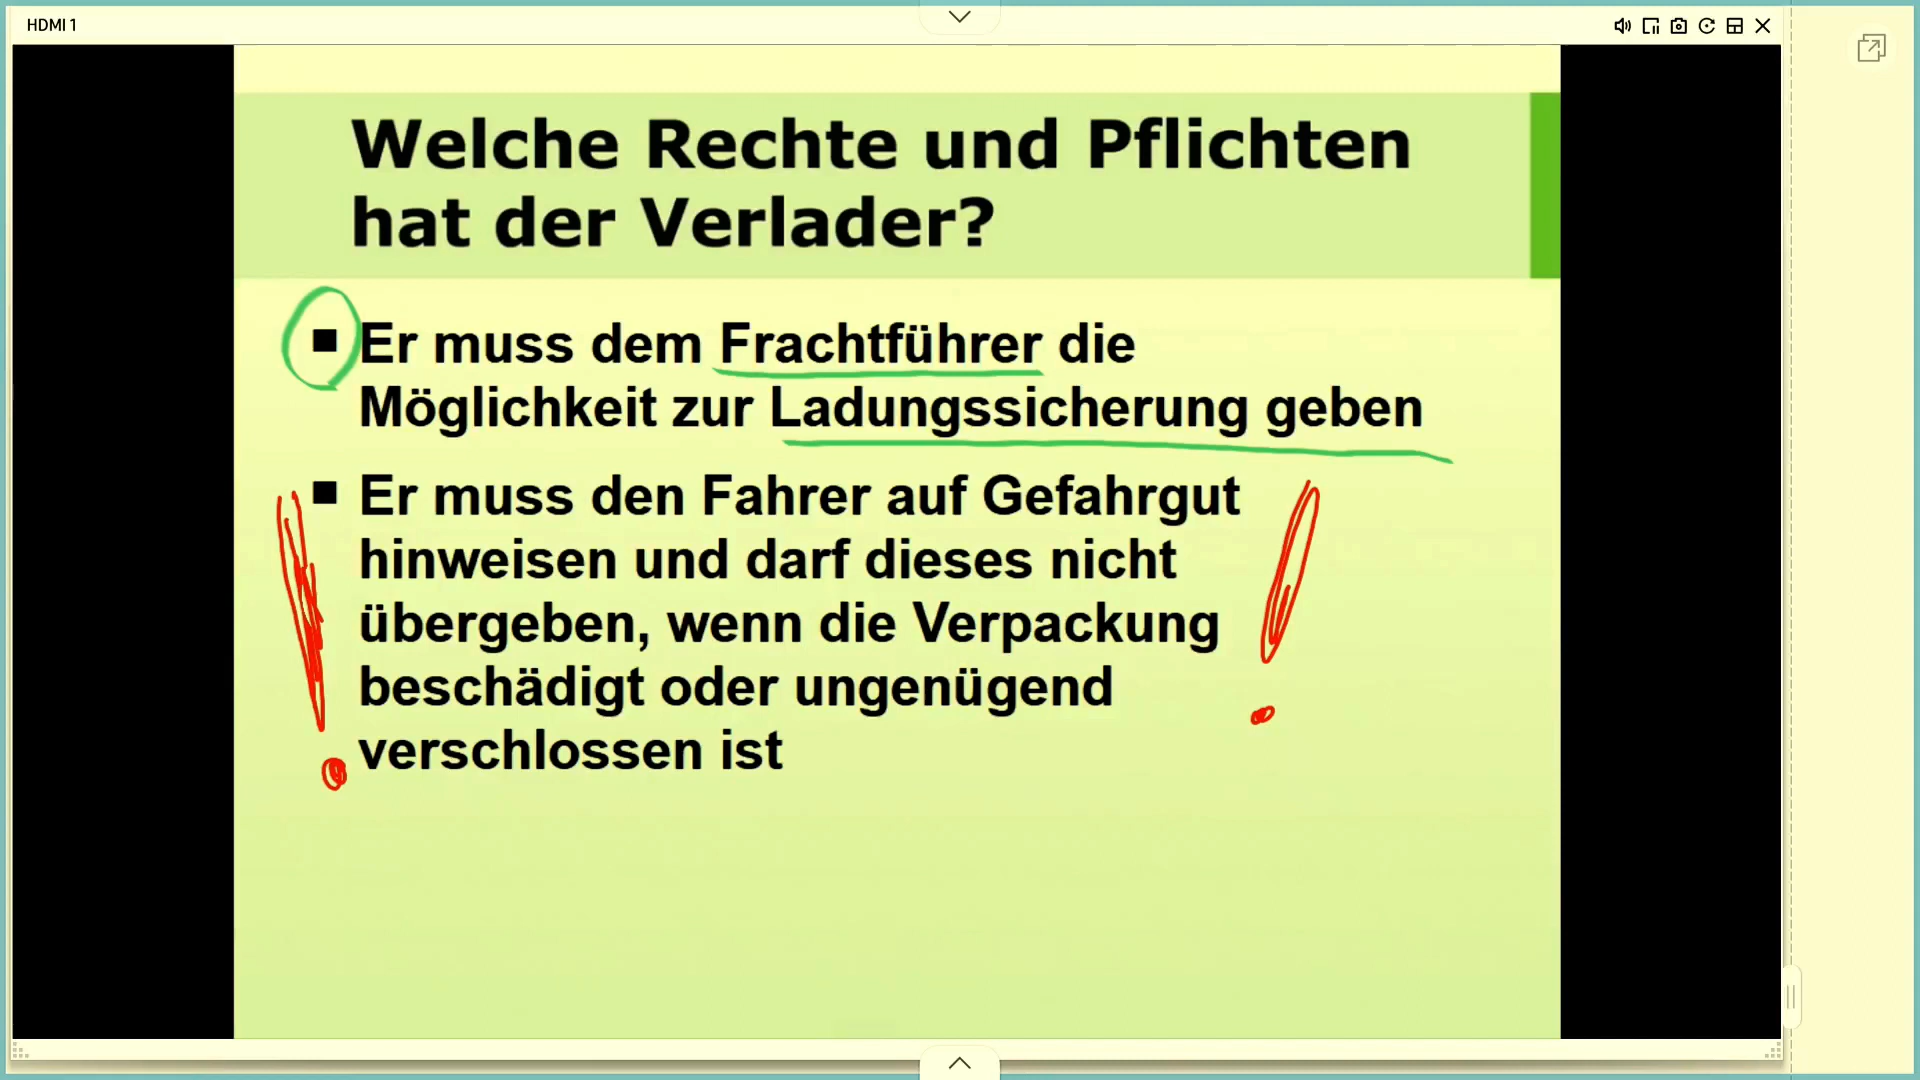 HDMI 1
Welche Rechte und Pflichten
hat der Verlader?
■ Er muss dem Frachtführer die
Möglichkeit zur Ladungssicherung geben
■ Er muss den Fahrer auf Gefahrgut
hinweisen und darf dieses nicht
übergeben, wenn die Verpackung
beschädigt oder ungenügend
verschlossen ist